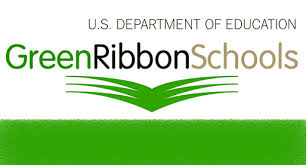 U.S. DEPARTMENT OF EDUCATION
GreenRibbonSchools